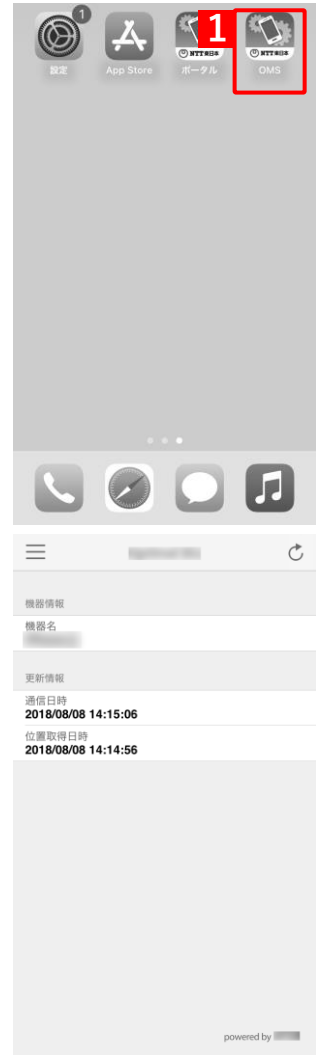 1
1
NTT東日本
NTT東日本
設定
App Store
ポータル
OMS
機器情報
機器名
更新情報
通信日時
2018/08/08 14:15:06
位置取得日時
2018/08/08 14:14:56
powered by